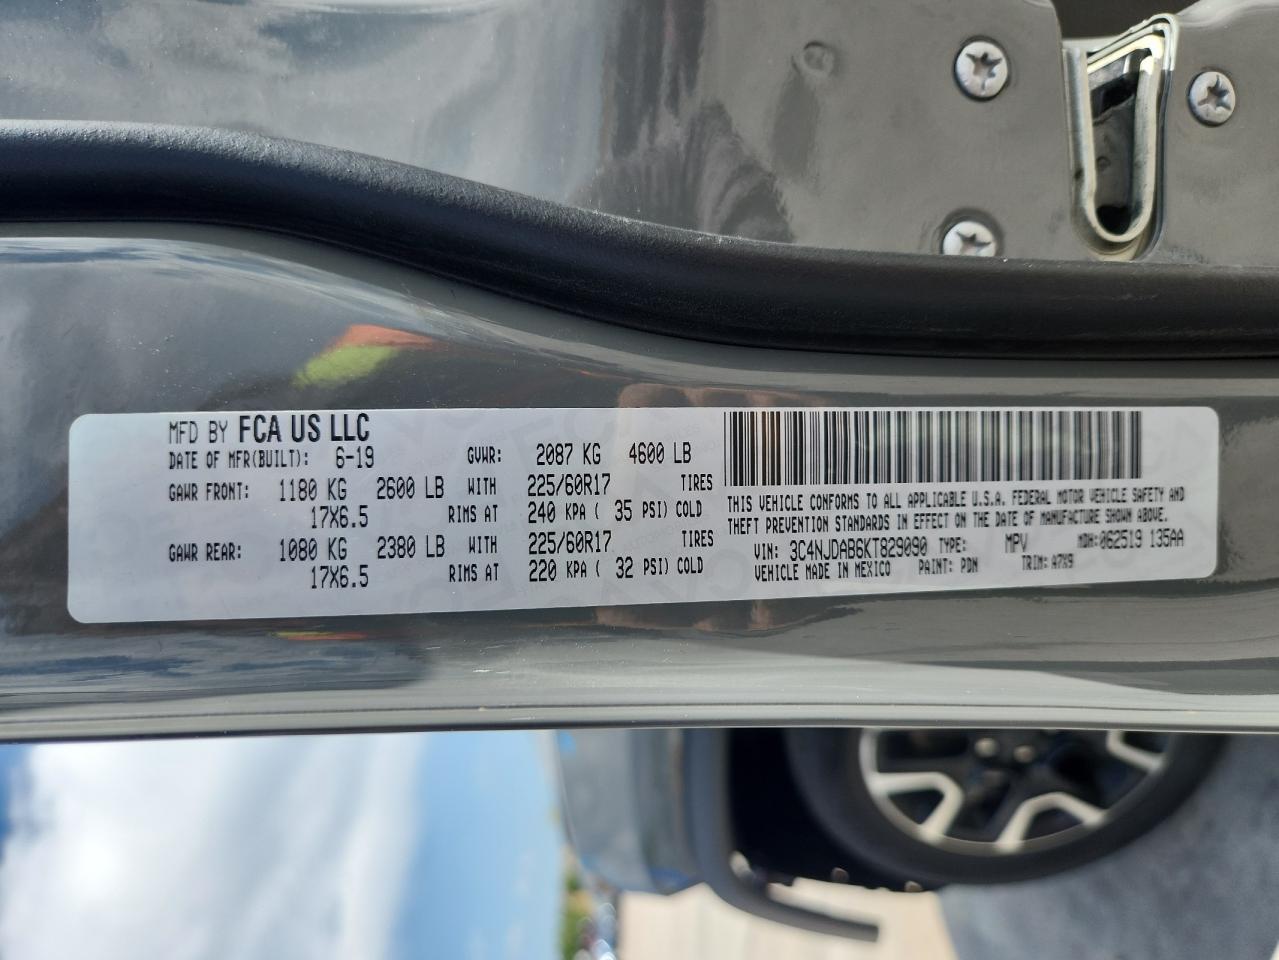 MFD BY FCA US LLC
DATE OF MFR(BUILT): 6-19 GVWR: 2087 KG 4600 LB
GAWR FRONT: 1180 KG 2600 LB WITH 225/60R17 TIRES
17X6.5 RIMS AT 240 KPA ( 35 PSI) COLD
GAWR REAR: 1080 KG 2380 LB WITH 225/60R17 TIRES
17X6.5 RIMS AT 220 KPA ( 32 PSI) COLD
THIS VEHICLE CONFORMS TO ALL APPLICABLE U.S.A. FEDERAL MOTOR VEHICLE SAFETY AND
THEFT PREVENTION STANDARDS IN EFFECT ON THE DATE OF MANUFACTURE SHOWN ABOVE.
VIN: 3C4NJDAB6KT829090 TYPE: MPV MDH: 062519 135AA
VEHICLE MADE IN MEXICO PAINT: PDN TRIM: A7X9